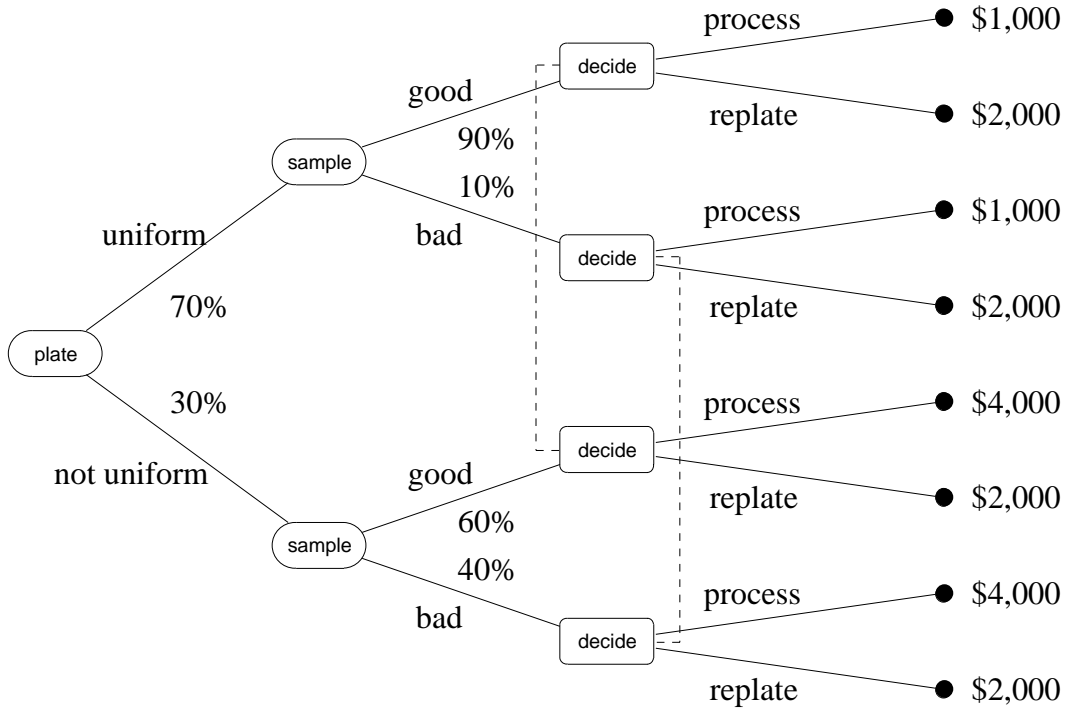 process
$1,000
decide
good
replate
$2,000
90%
sample
10%
process
$1,000
uniform
bad
decide
replate
$2,000
70%
plate
30%
process
$4,000
decide
not uniform
good
replate
$2,000
60%
sample
40%
process
$4,000
bad
decide
replate
$2,000